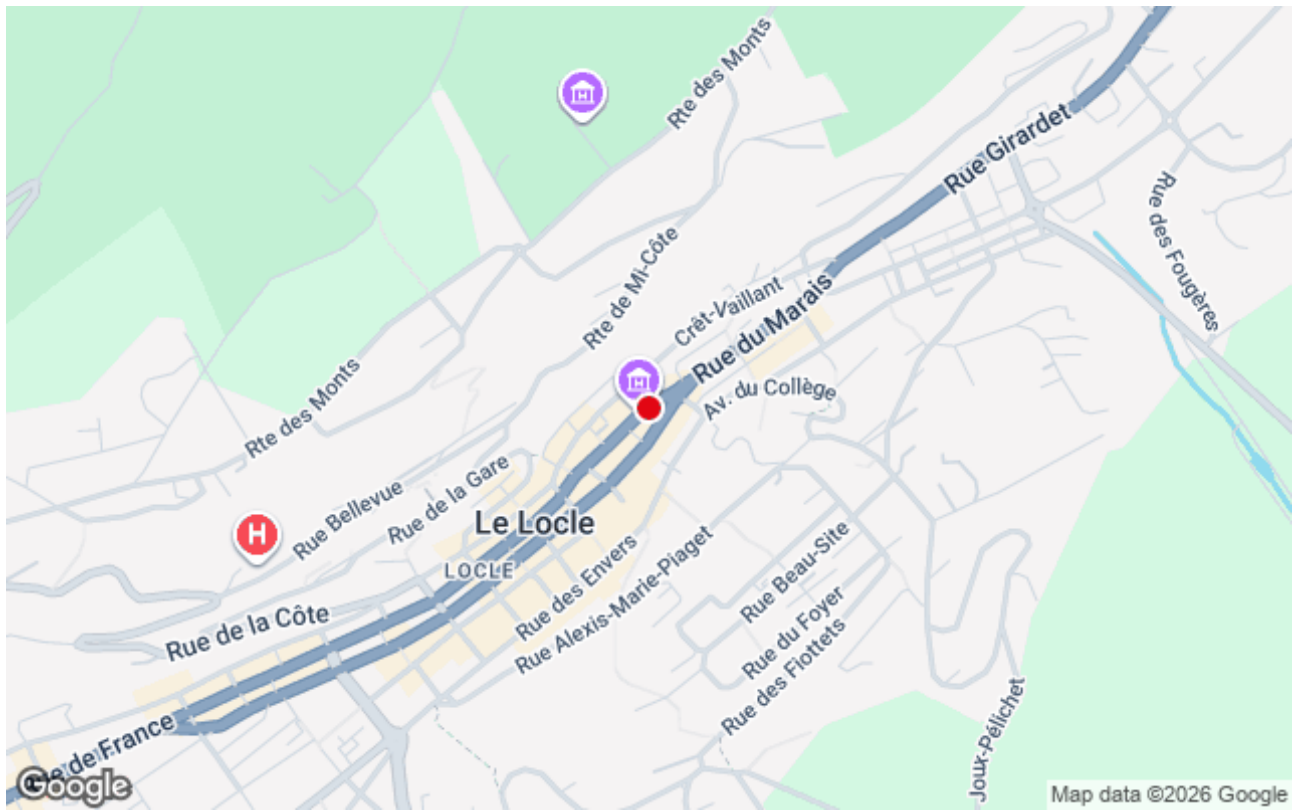 Rte des Monts
Rue Girardet
Rue des Fougères
Rte de Mi-Côte
Crêt-Vaillant
Rue du Marais
Av. du Collège
Rte des Monts
Rue de la Gare
Rue Bellevue
H
Le Locle
LOCLE
Rue des Envers
Rue Alexis-Marie-Piaget
Rue Beau-Site
Rue du Foyer
Rue des Fiottets
Rue de la Côte
Joux-Pélichet
de France
Google
Map data ©2026 Google